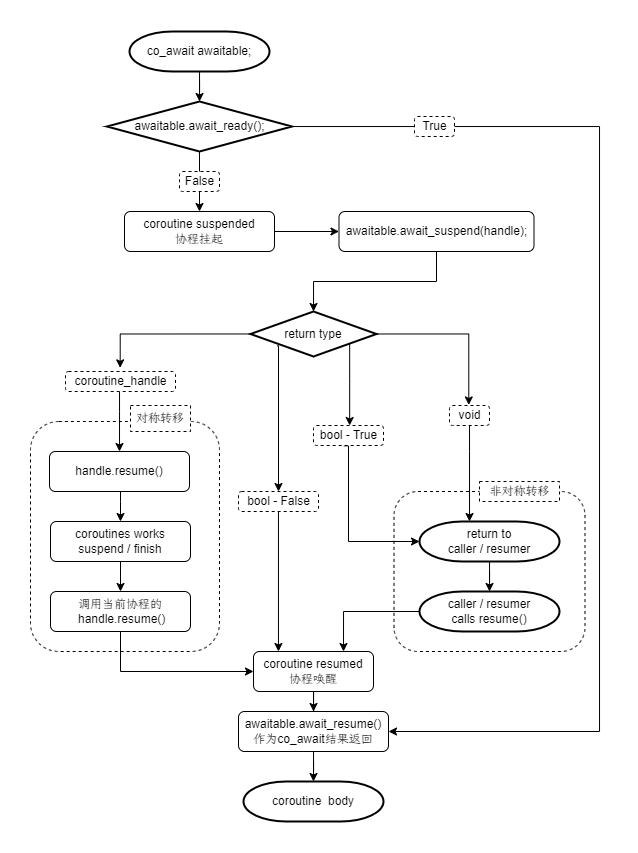 co_await awaitable;
awaitable.await_ready();
True
False
coroutine suspended
协程挂起
awaitable.await_suspend(handle);
return type
coroutine_handle
对称转移
handle.resume()
coroutines works
suspend / finish
调用当前协程的
handle.resume()
bool - False
bool - True
void
非对称转移
return to
caller / resumer
caller / resumer
calls resume()
coroutine resumed
协程唤醒
awaitable.await_resume()
作为co_await结果返回
coroutine body